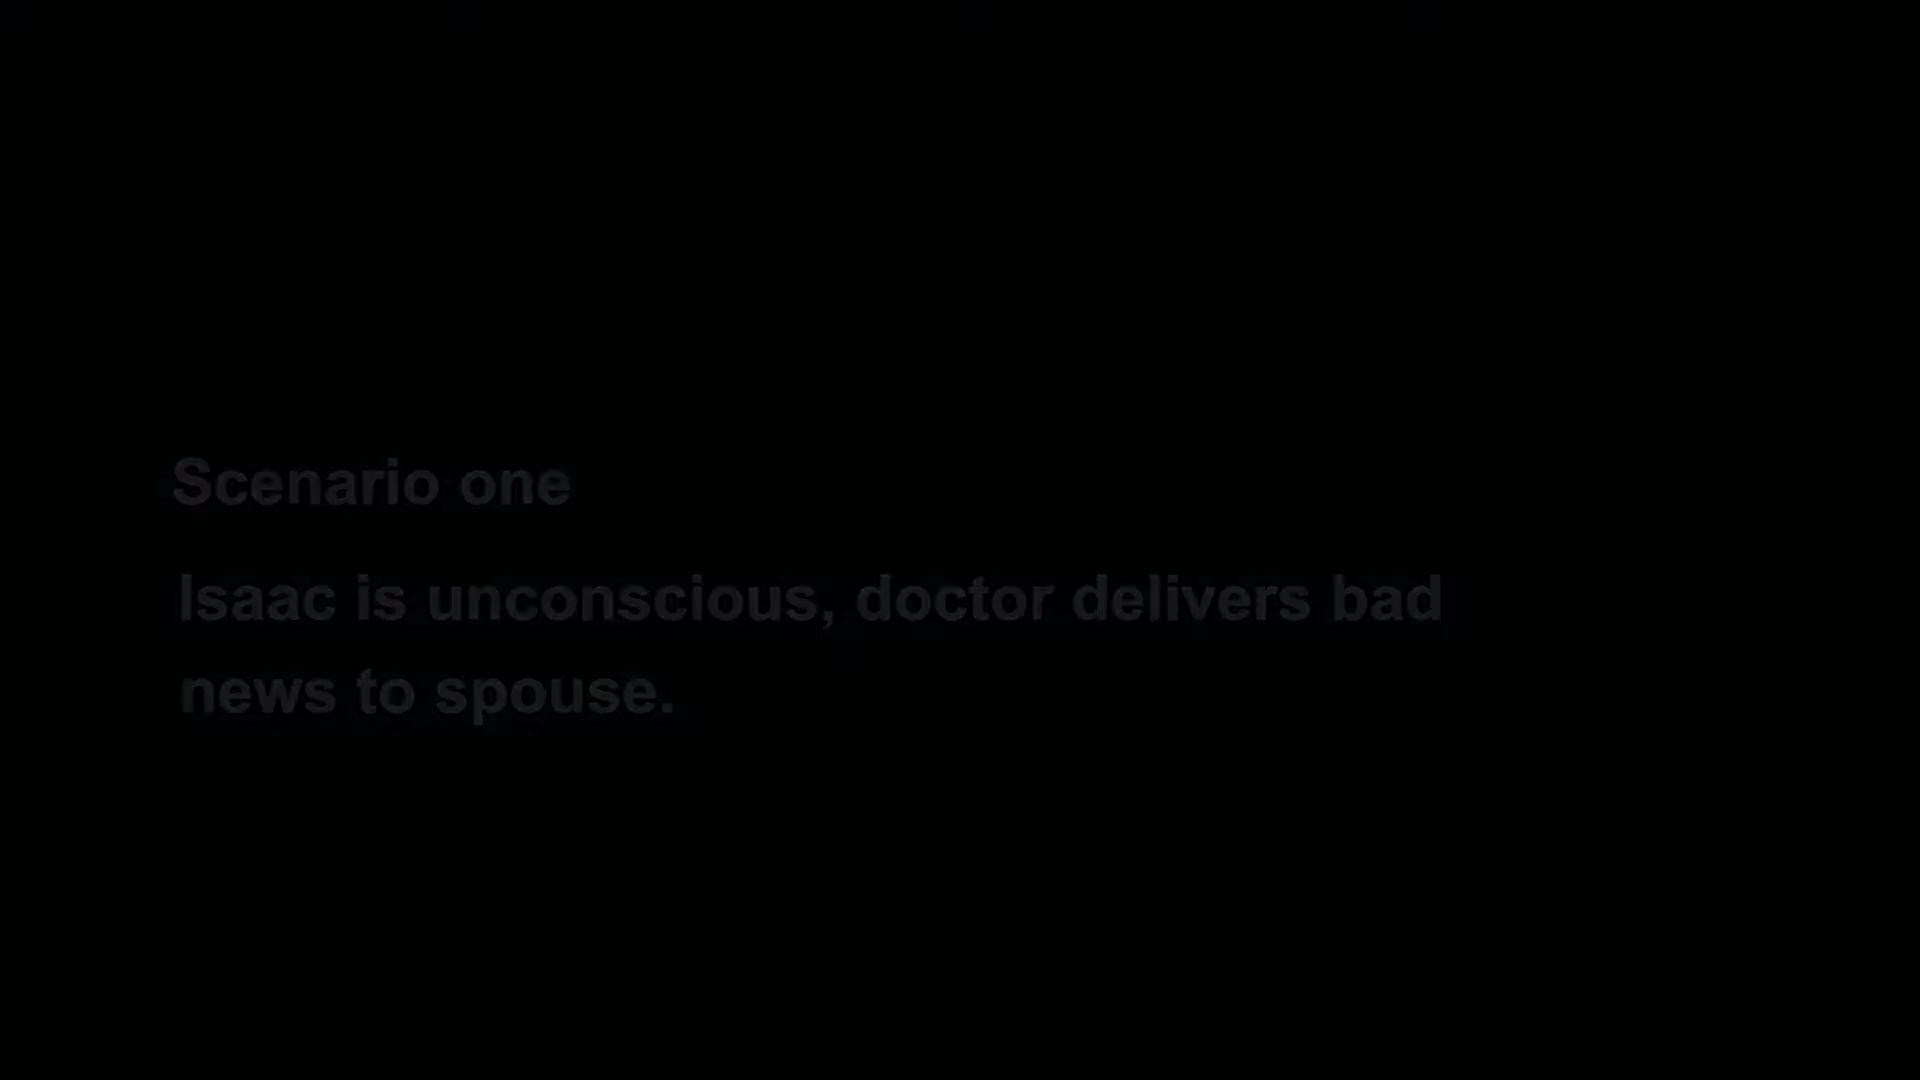 Scenario one
Isaac is unconscious, doctor delivers bad
news to spouse.